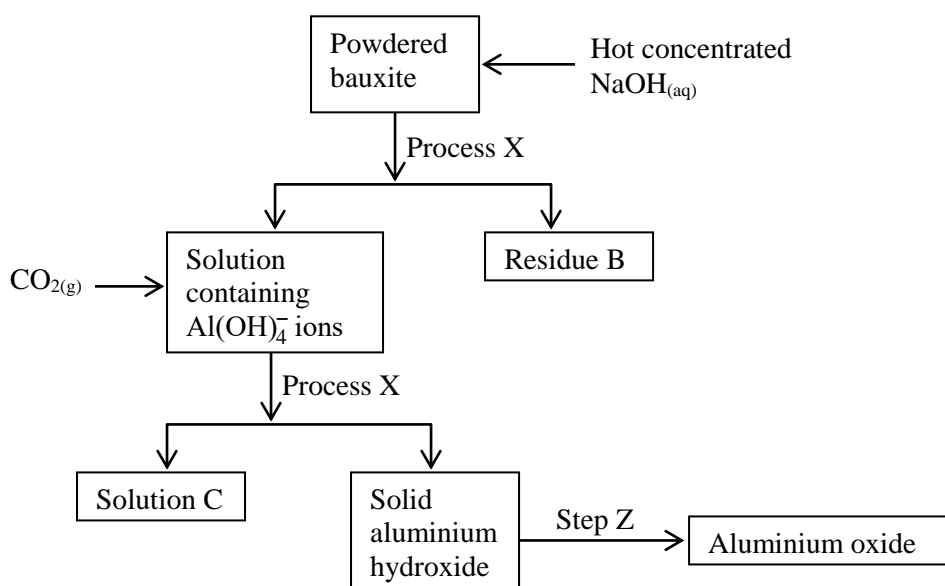 Powdered
bauxite
Hot concentrated
NaOH(aq)
Process X
Solution
containing
Al(OH)₄⁻ ions
Residue B
CO₂(g)
Process X
Solution C
Solid
aluminium
hydroxide
Step Z
Aluminium oxide